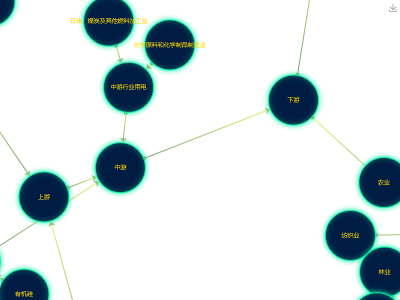 石油、煤炭及其他燃料加工业
化学原料和化学制品制造业
中游行业用电
下游
中游
农业
上游
纺织业
林业
有机硅